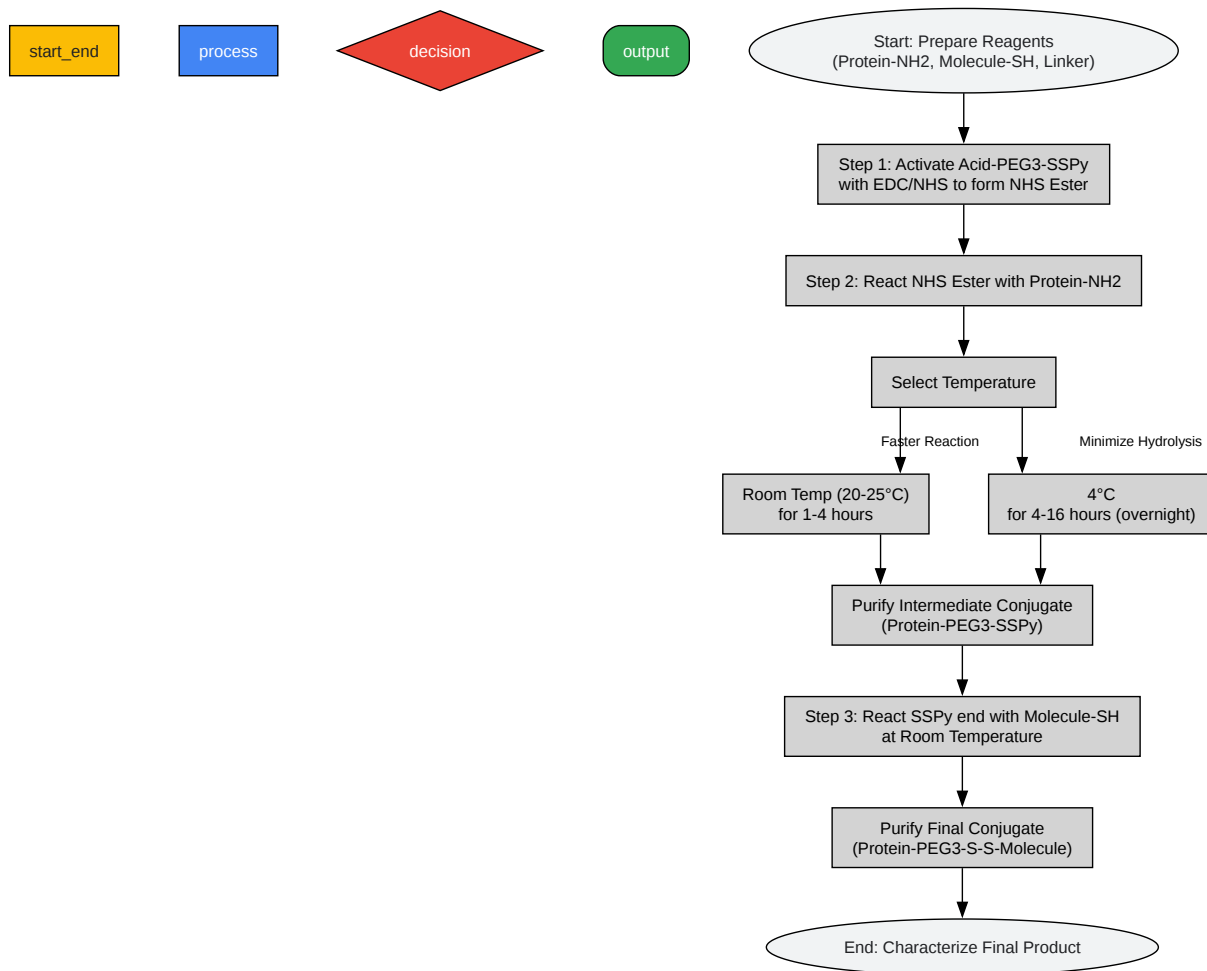 start_end
process
decision
output
Start: Prepare Reagents
(Protein-NH2, Molecule-SH, Linker)
Step 1: Activate Acid-PEG3-SSPy
with EDC/NHS to form NHS Ester
Step 2: React NHS Ester with Protein-NH2
Select Temperature
Faster Reaction
Minimize Hydrolysis
Room Temp (20-25°C)
for 1-4 hours
4°C
for 4-16 hours (overnight)
Purify Intermediate Conjugate
(Protein-PEG3-SSPy)
Step 3: React SSPy end with Molecule-SH
at Room Temperature
Purify Final Conjugate
(Protein-PEG3-S-S-Molecule)
End: Characterize Final Product